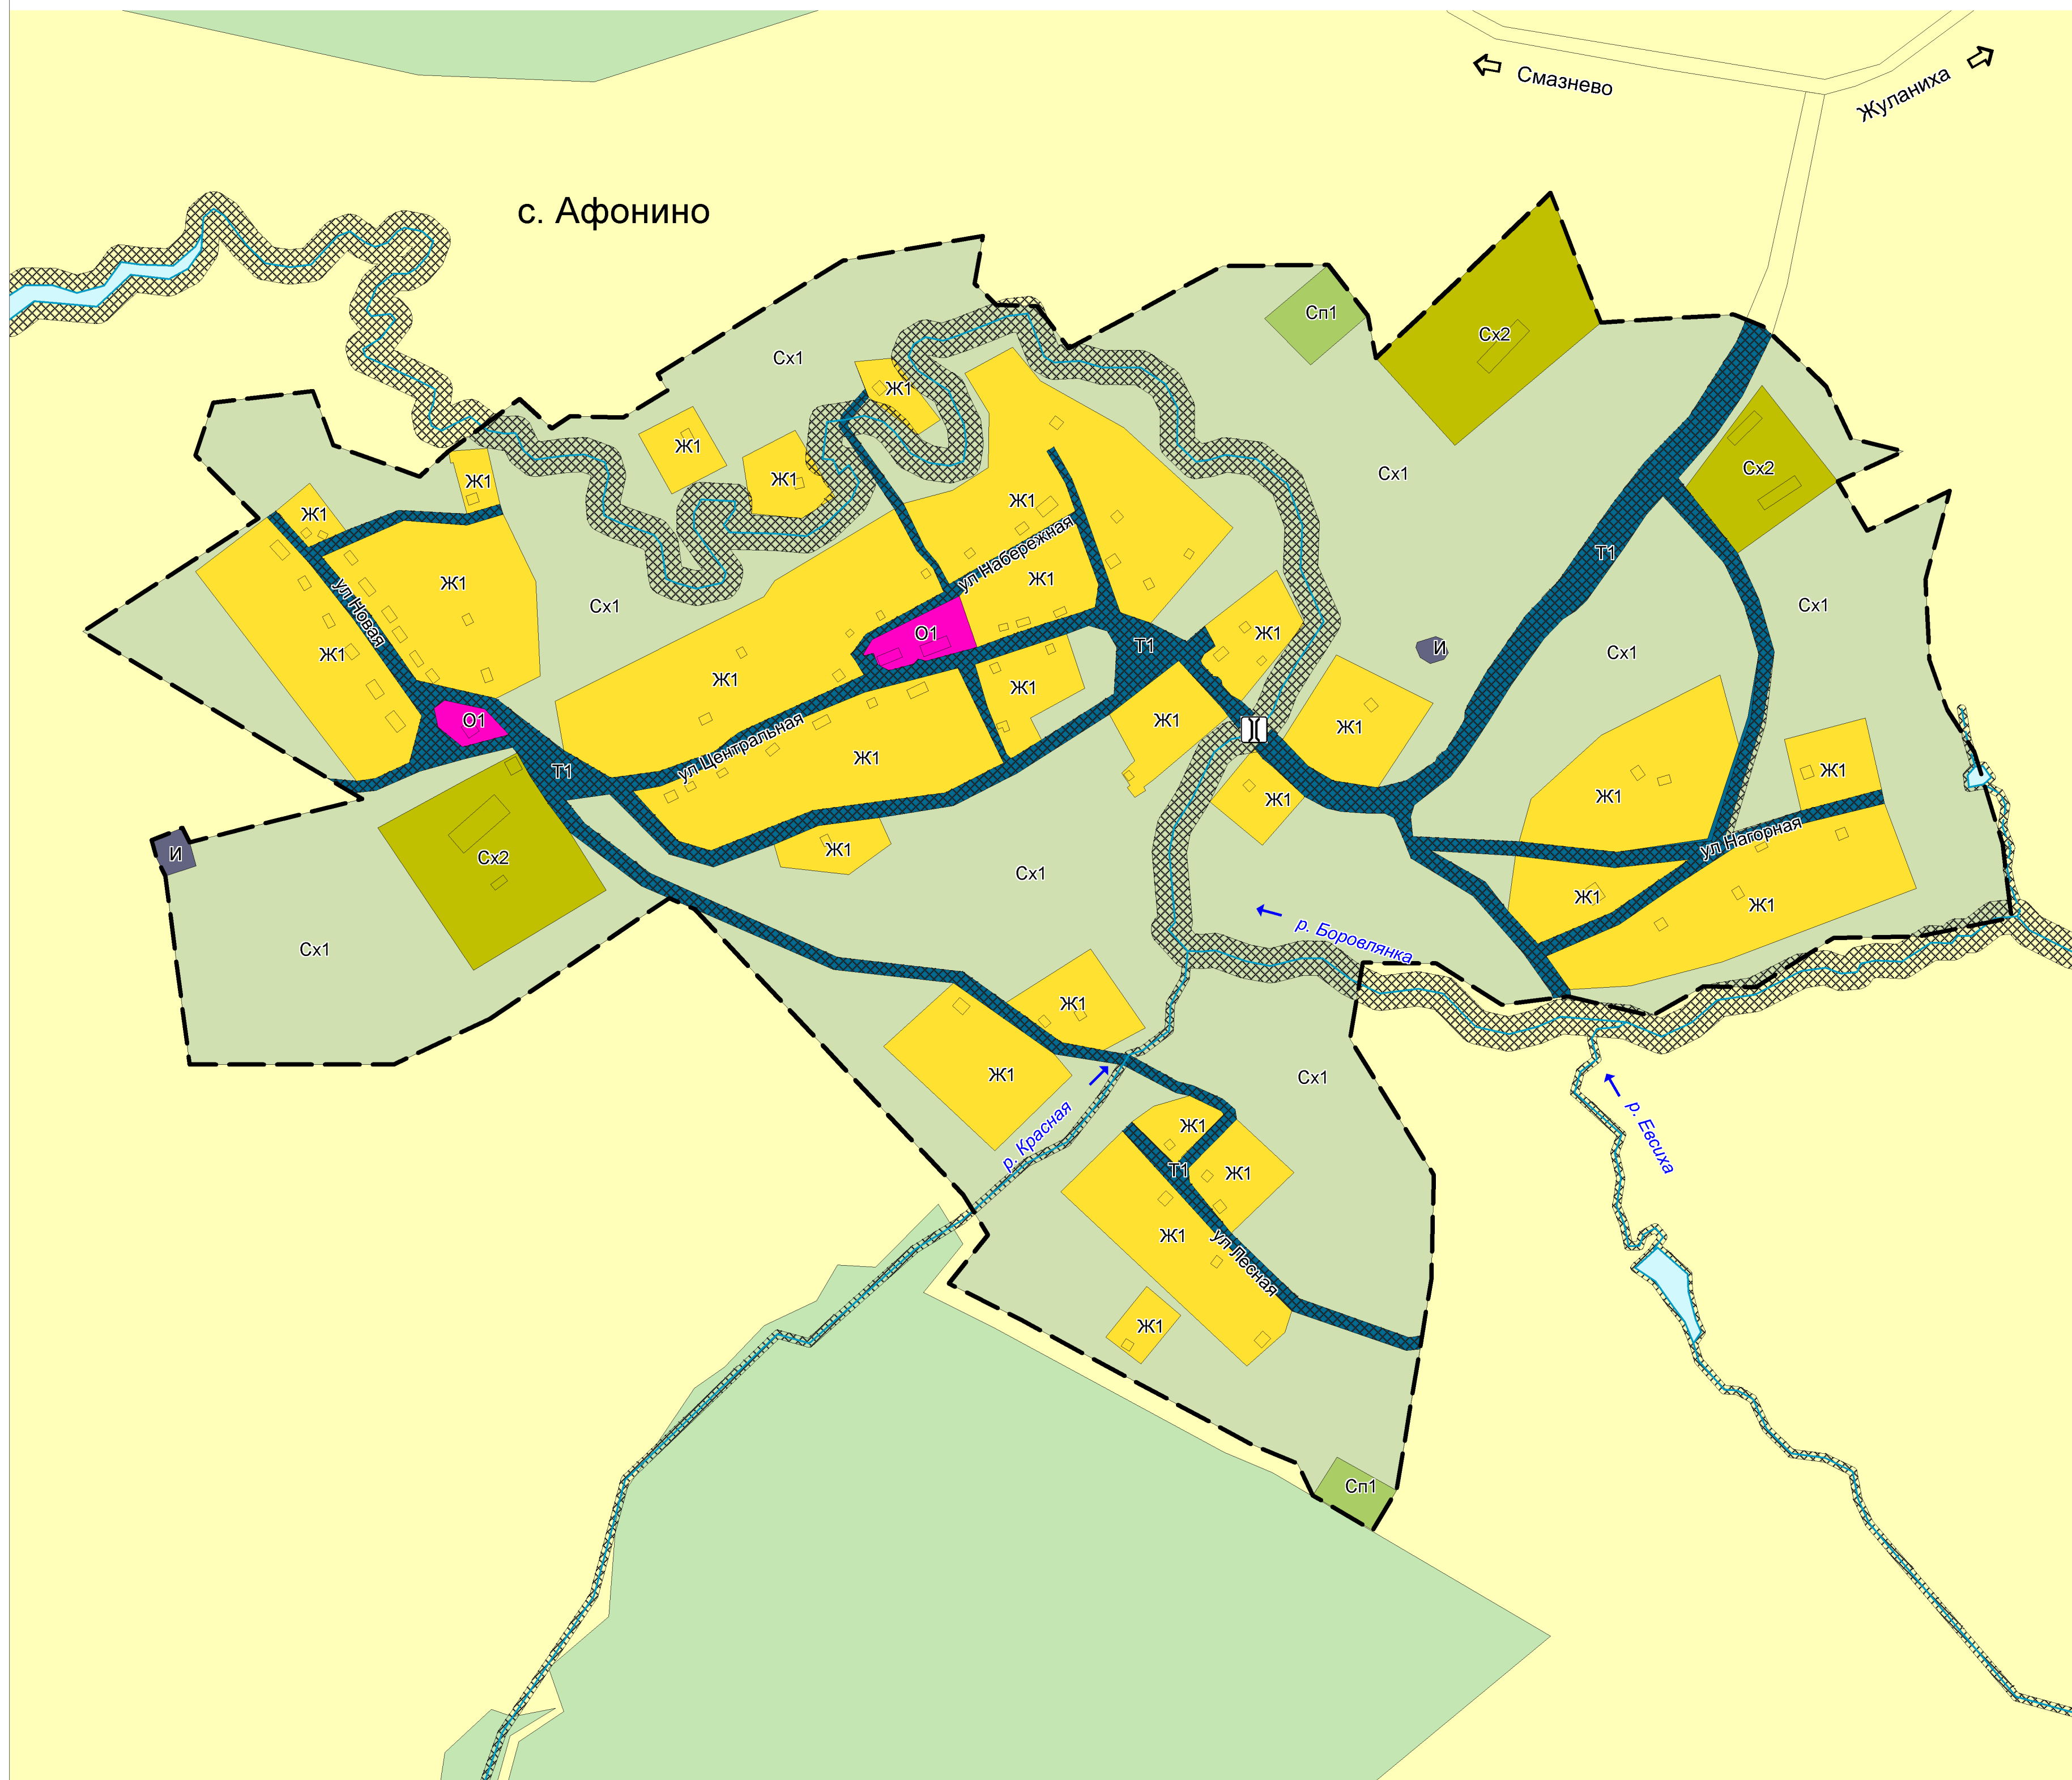 Смазнево
Жуланиха
с. Афонино
Сп1
Сх2
Сх1
Ж1
Ж1
Ж1
Сх2
Сх1
Ж1
Ж1
Ж1
Ж1
ул Набережная
Т1
Ж1
Ж1
ул Новая
Сх1
Сх1
О1
Ж1
Т1
И
Ж1
Сх1
Ж1
Ж1
Ж1
О1
Ж1
Ж1
ул Центральная
Т1
Ж1
Ж1
Ж1
Ж1
ул Нагорная
Ж1
И
Сх2
Сх1
Ж1
Ж1
р. Боровлянка
Сх1
Ж1
Ж1
Сх1
р. Красная
Ж1
р. Евсиха
Т1
Ж1
Ж1
ул Лесная
Ж1
Сп1